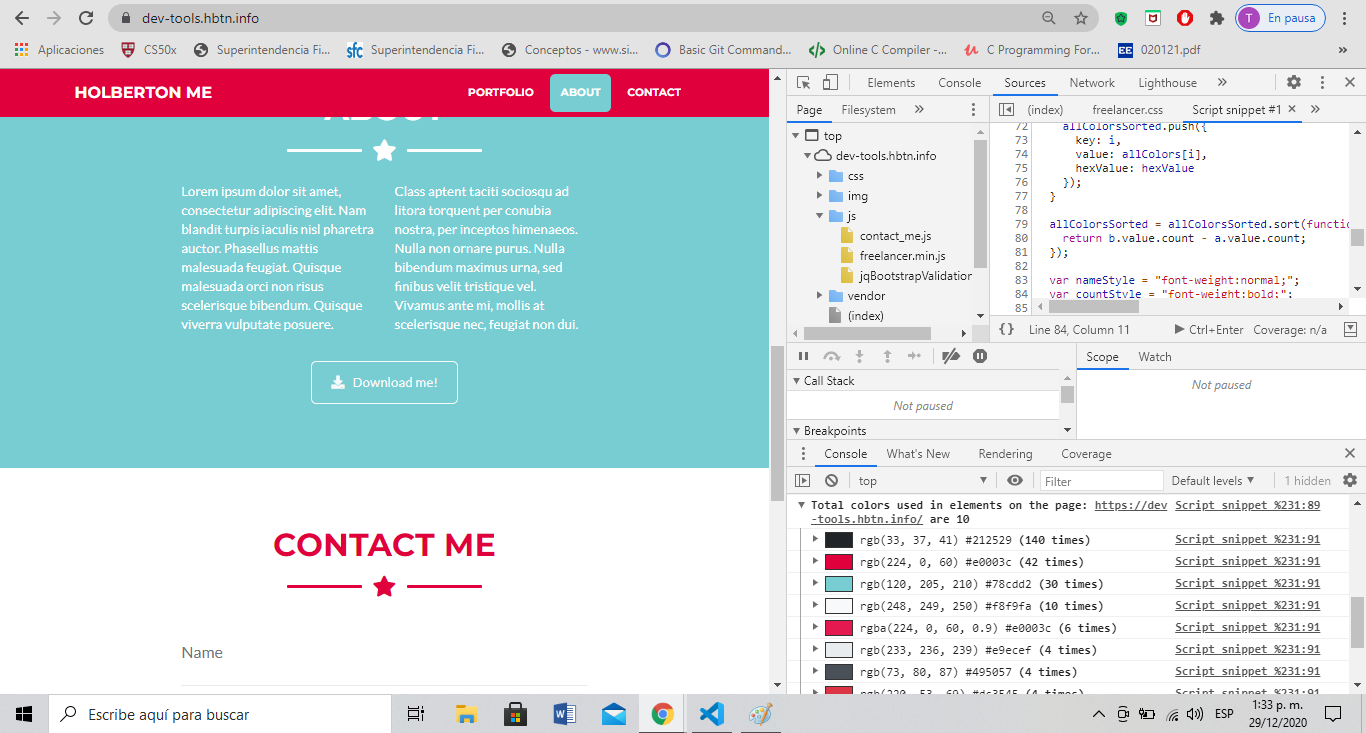 dev-tools.hbtn.info
T
En pausa
Aplicaciones
CS50x
Superintendencia Fi...
sfc
Superintendencia Fi...
Conceptos - www.si...
Basic Git Command...
Online C Compiler -...
C Programming For...
EE
020121.pdf
»
HOLBERTON ME
PORTFOLIO
ABOUT
CONTACT
ABOUT
Lorem ipsum dolor sit amet,
consectetur adipiscing elit. Nam
blandit turpis iaculis nisl pharetra
auctor. Phasellus mattis
malesuada feugiat. Quisque
malesuada orci non risus
scelerisque bibendum. Quisque
viverra vulputate posuere.
Class aptent taciti sociosqu ad
litora torquent per conubia
nostra, per inceptos himenaeos.
Nulla non ornare purus. Nulla
bibendum maximus urna, sed
finibus velit tristique vel.
Vivamus ante mi, mollis at
scelerisque nec, feugiat non dui.
Download me!
CONTACT ME
Name
Elements
Console
Sources
Network
Lighthouse
»
Page
Filesystem
»
(index)
freelancer.css
Script snippet #1
»
top
dev-tools.hbtn.info
css
img
js
contact_me.js
freelancer.min.js
jqBootstrapValidation
vendor
(index)
72 allColorsSorted.push({
73 key: i,
74 value: allColors[i],
75 hexValue: hexValue
76 });
77 }
78
79 allColorsSorted = allColorsSorted.sort(functio
80 return b.value.count - a.value.count;
81 });
82
83 var nameStyle = "font-weight:normal;";
84 var countStyle = "font-weight:bold;";
85
{} Line 84, Column 11
Ctrl+Enter
Coverage: n/a
Call Stack
Not paused
Breakpoints
Scope
Watch
Not paused
Console
What's New
Rendering
Coverage
top
Filter
Default levels
1 hidden
Total colors used in elements on the page: https://dev Script snippet %231:89
-tools.hbtn.info/ are 10
rgb(33, 37, 41) #212529 (140 times) Script snippet %231:91
rgb(224, 0, 60) #e0003c (42 times) Script snippet %231:91
rgb(120, 205, 210) #78cdd2 (30 times) Script snippet %231:91
rgb(248, 249, 250) #f8f9fa (10 times) Script snippet %231:91
rgba(224, 0, 60, 0.9) #e0003c (6 times) Script snippet %231:91
rgb(233, 236, 239) #e9ecef (4 times) Script snippet %231:91
rgb(73, 80, 87) #495057 (4 times) Script snippet %231:91
rgb(220, 53, 69) #dc3545 (4 times) Script snippet %231:91
Escribe aquí para buscar
ESP
1:33 p. m.
29/12/2020